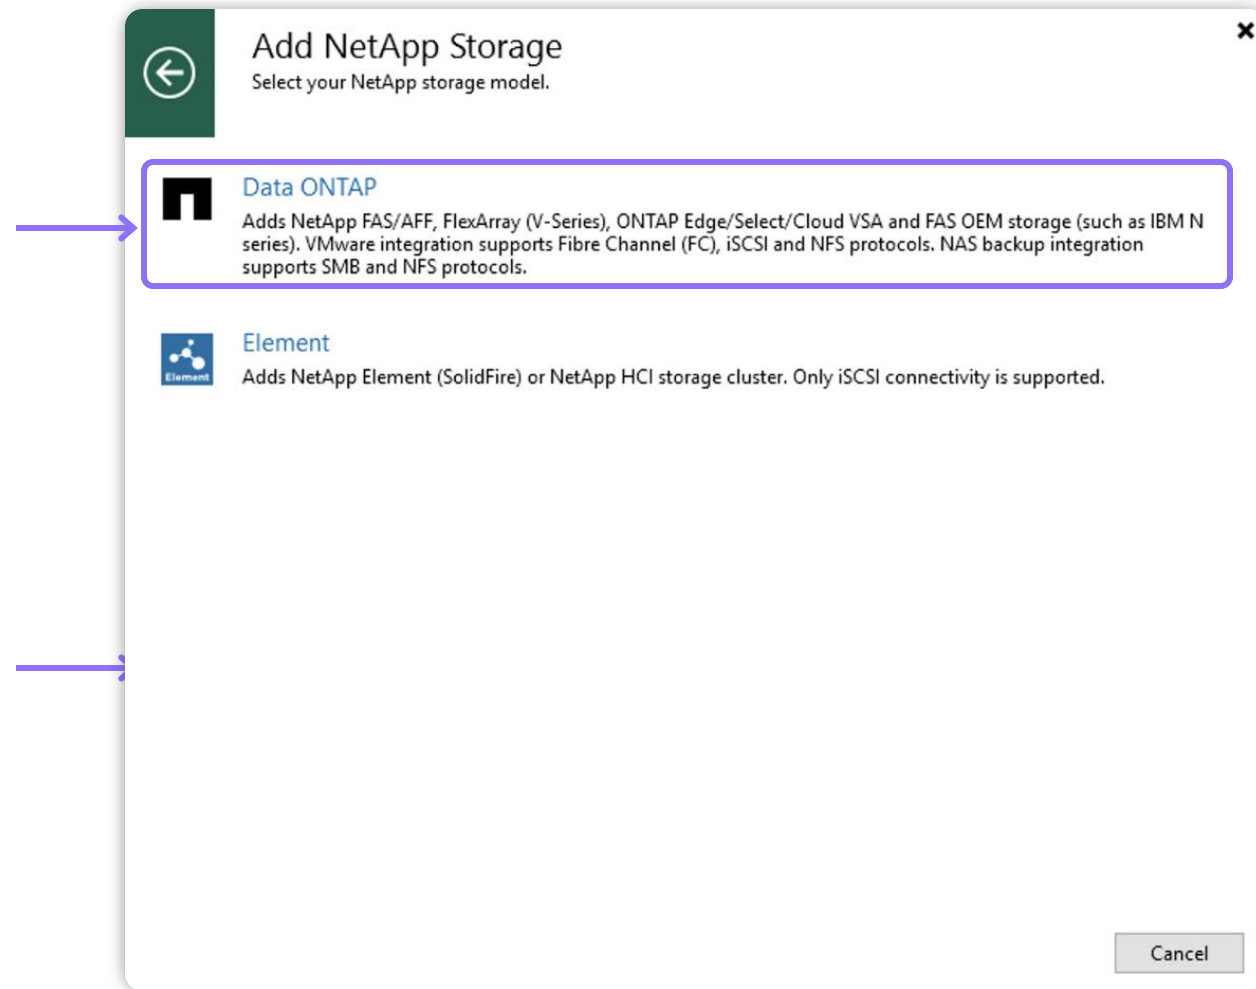 Add NetApp Storage
Select your NetApp storage model.
Data ONTAP
Adds NetApp FAS/AFF, FlexArray (V-Series), ONTAP Edge/Select/Cloud VSA and FAS OEM storage (such as IBM N
series). VMware integration supports Fibre Channel (FC), iSCSI and NFS protocols. NAS backup integration
supports SMB and NFS protocols.
Element
Element
Adds NetApp Element (SolidFire) or NetApp HCI storage cluster. Only iSCSI connectivity is supported.
Cancel